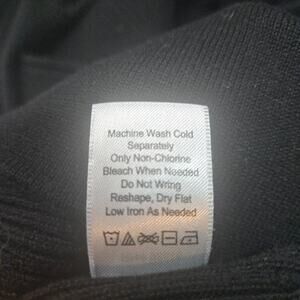 Machine Wash Cold
Separately
Only Non-Chlorine
Bleach When Needed
Do Not Wring
Reshape, Dry Flat
Low Iron As Needed